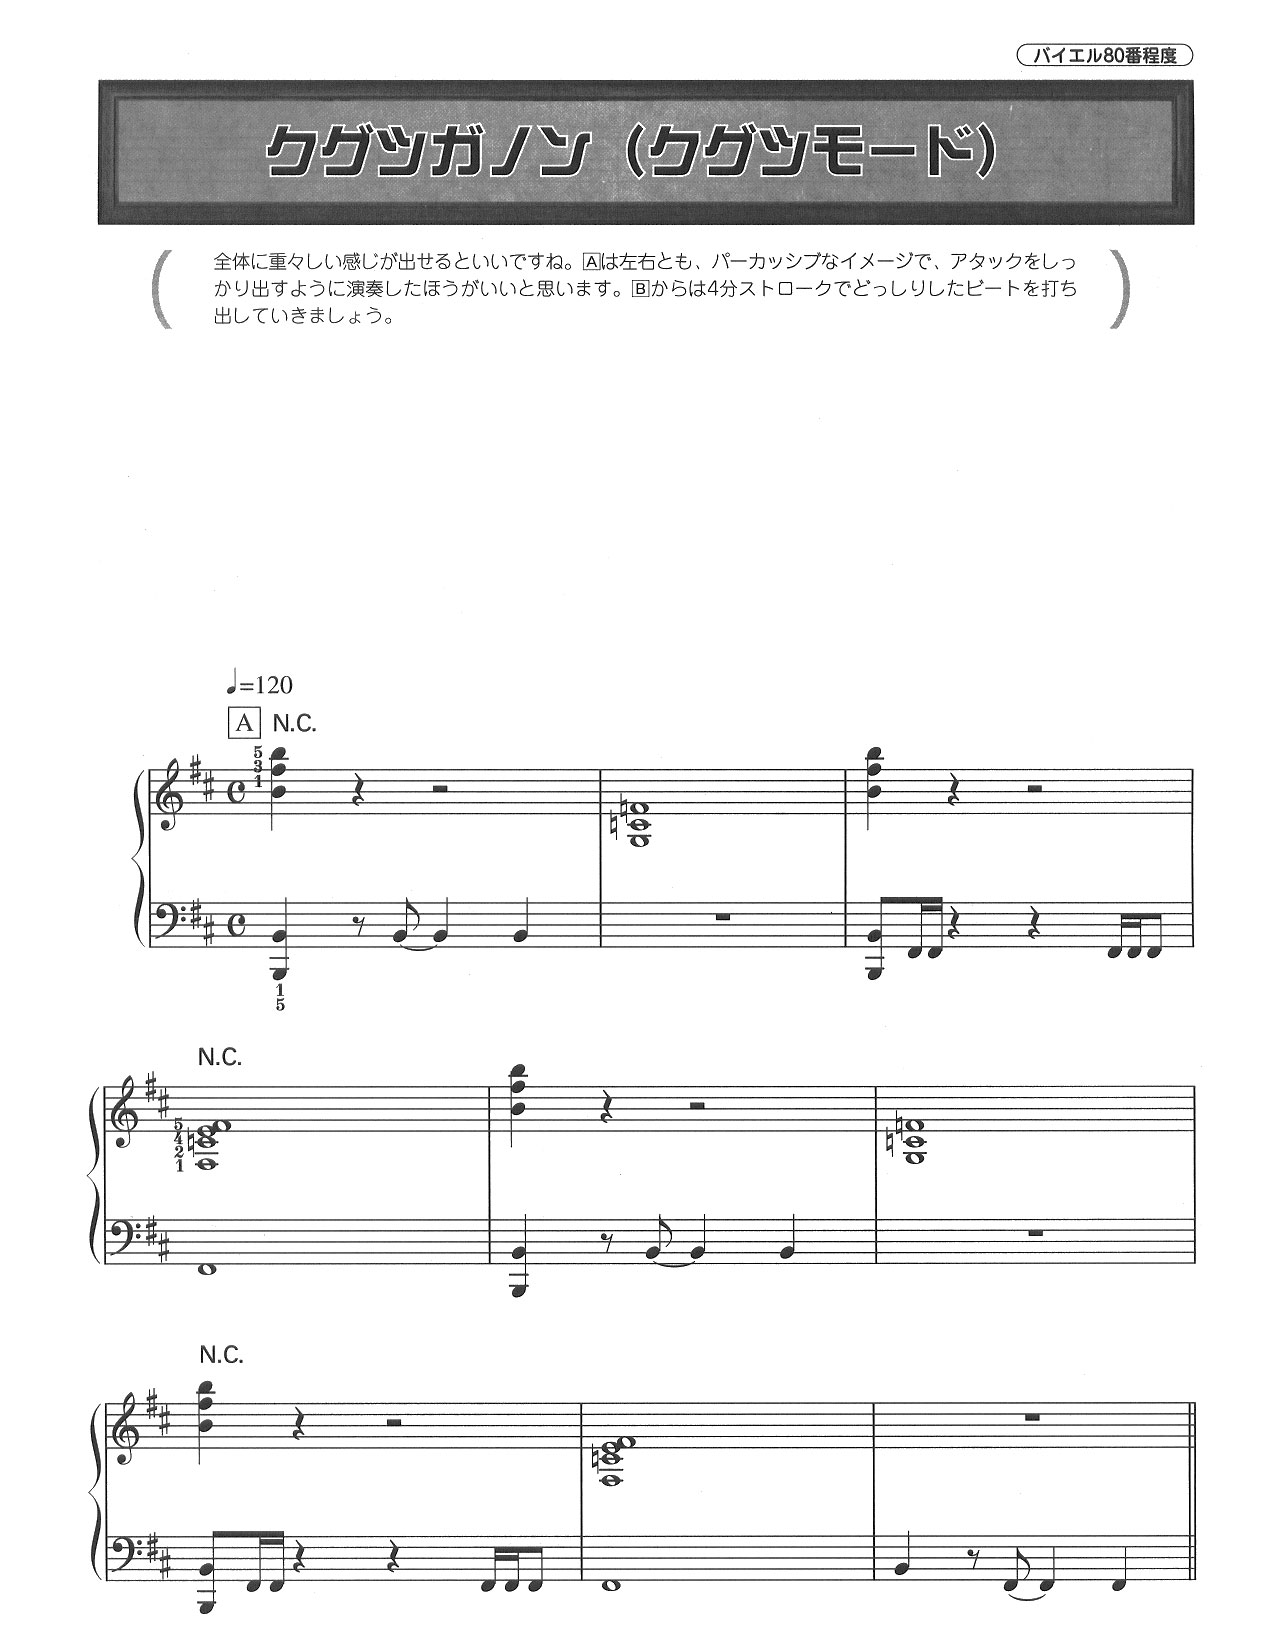 バイエル80番程度
クグツガノン（クグツモード）
全体に重々しい感じが出せるといいですね。Aは左右とも、パーカッシブなイメージで、アタックをしっ
かり出すように演奏したほうがいいと思います。Bからは4分ストロークでどっしりしたビートを打ち
出していきましょう。
♩=120
A N.C.
5
3
1
1
5
N.C.
5
4
2
1
N.C.